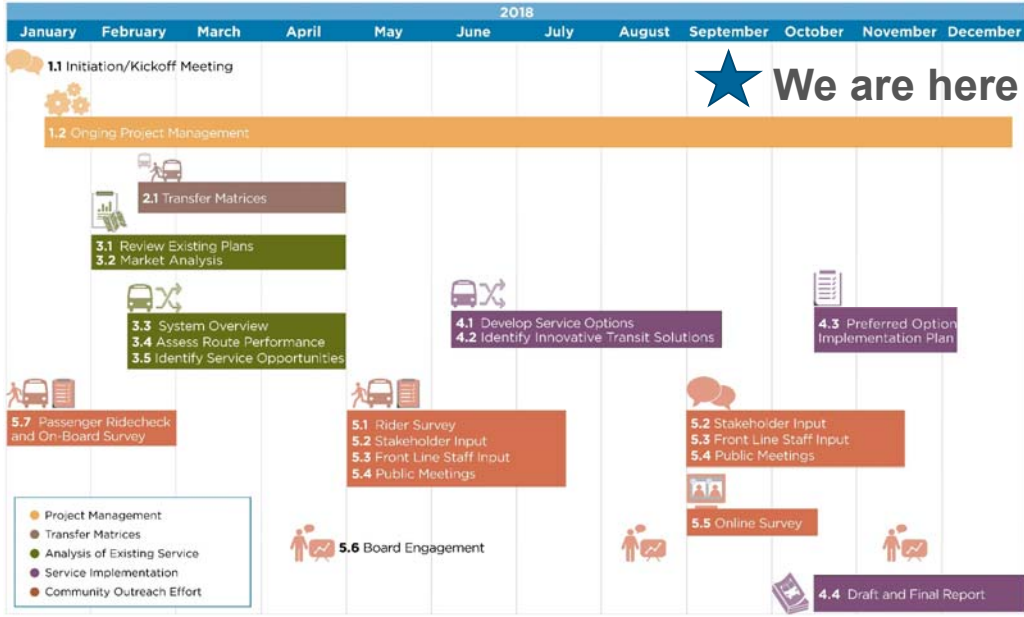 2018
January February March April May June July August September October November December
1.1 Initiation/Kickoff Meeting
We are here
1.2 Onging Project Management
2.1 Transfer Matrices
3.1 Review Existing Plans
3.2 Market Analysis
3.3 System Overview
3.4 Assess Route Performance
3.5 Identify Service Opportunities
4.1 Develop Service Options
4.2 Identify Innovative Transit Solutions
4.3 Preferred Option
Implementation Plan
5.7 Passenger Ridecheck
and On-Board Survey
5.1 Rider Survey
5.2 Stakeholder Input
5.3 Front Line Staff Input
5.4 Public Meetings
5.2 Stakeholder Input
5.3 Front Line Staff Input
5.4 Public Meetings
5.5 Online Survey
Project Management
Transfer Matrices
Analysis of Existing Service
Service Implementation
Community Outreach Effort
5.6 Board Engagement
4.4 Draft and Final Report